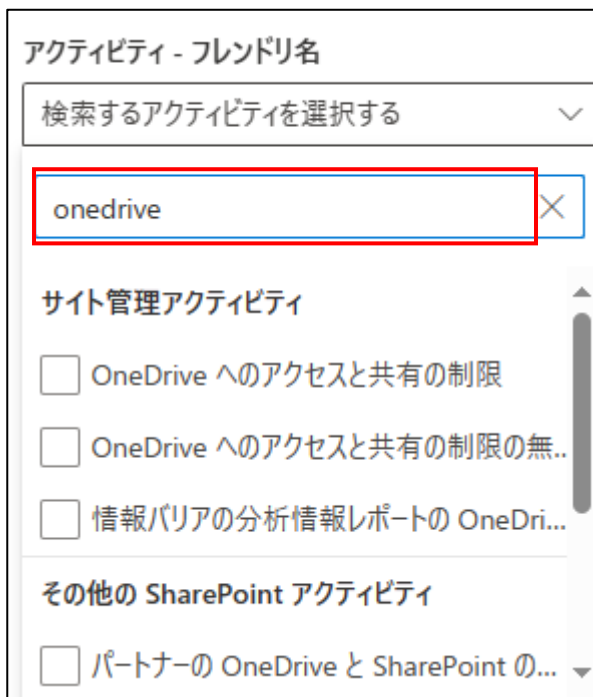 アクティビティ - フレンドリ名
検索するアクティビティを選択する
onedrive
サイト管理アクティビティ
OneDrive へのアクセスと共有の制限
OneDrive へのアクセスと共有の制限の無...
情報バリアの分析情報レポートの OneDri...
その他の SharePoint アクティビティ
パートナーの OneDrive と SharePoint の...